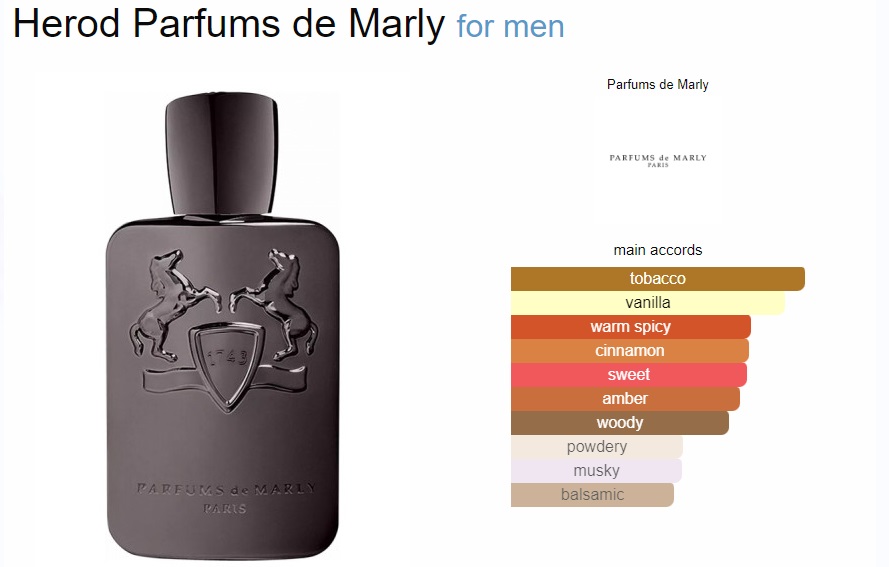 Herod Parfums de Marly for men
Parfums de Marly
PARFUMS de MARLY
PARIS
main accords
tobacco
vanilla
warm spicy
cinnamon
sweet
amber
woody
powdery
musky
balsamic
1743
PARFUMS de MARLY
PARIS